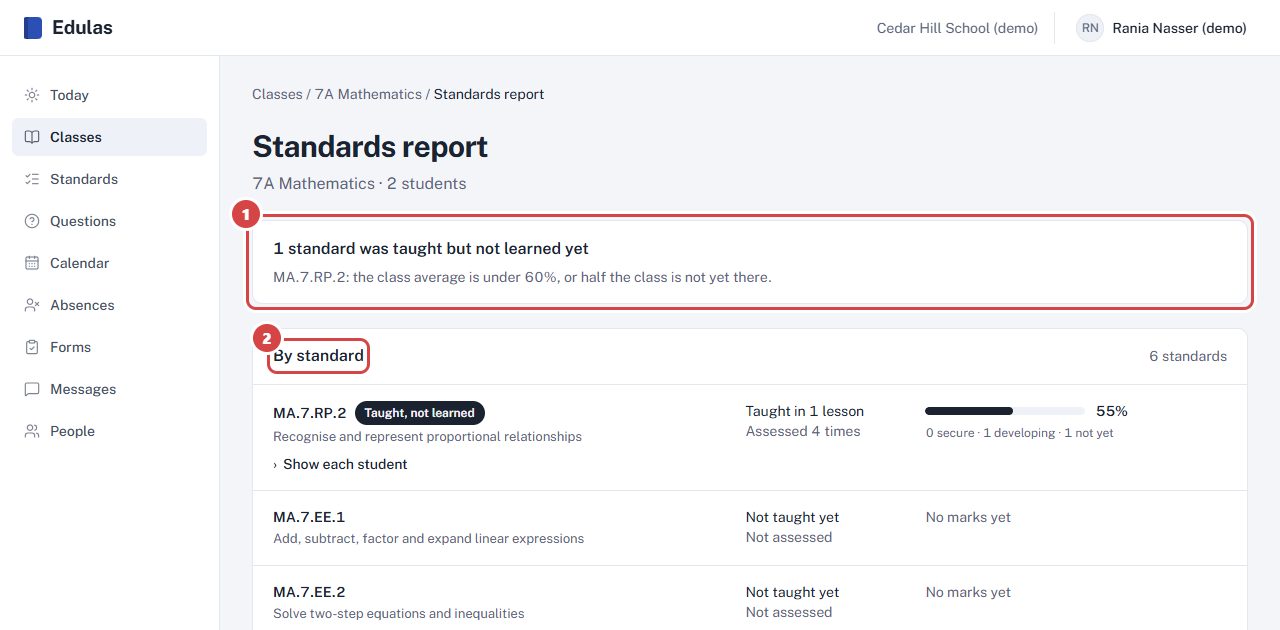 Edulas
Cedar Hill School (demo)
RN
Rania Nasser (demo)
Today
Classes
Standards
Questions
Calendar
Absences
Forms
Messages
People
Classes / 7A Mathematics / Standards report
Standards report
7A Mathematics · 2 students
1
1 standard was taught but not learned yet
MA.7.RP.2: the class average is under 60%, or half the class is not yet there.
2
By standard
6 standards
MA.7.RP.2 Taught, not learned
Recognise and represent proportional relationships
› Show each student
Taught in 1 lesson
Assessed 4 times
55%
0 secure · 1 developing · 1 not yet
MA.7.EE.1
Add, subtract, factor and expand linear expressions
Not taught yet
Not assessed
No marks yet
MA.7.EE.2
Solve two-step equations and inequalities
Not taught yet
Not assessed
No marks yet